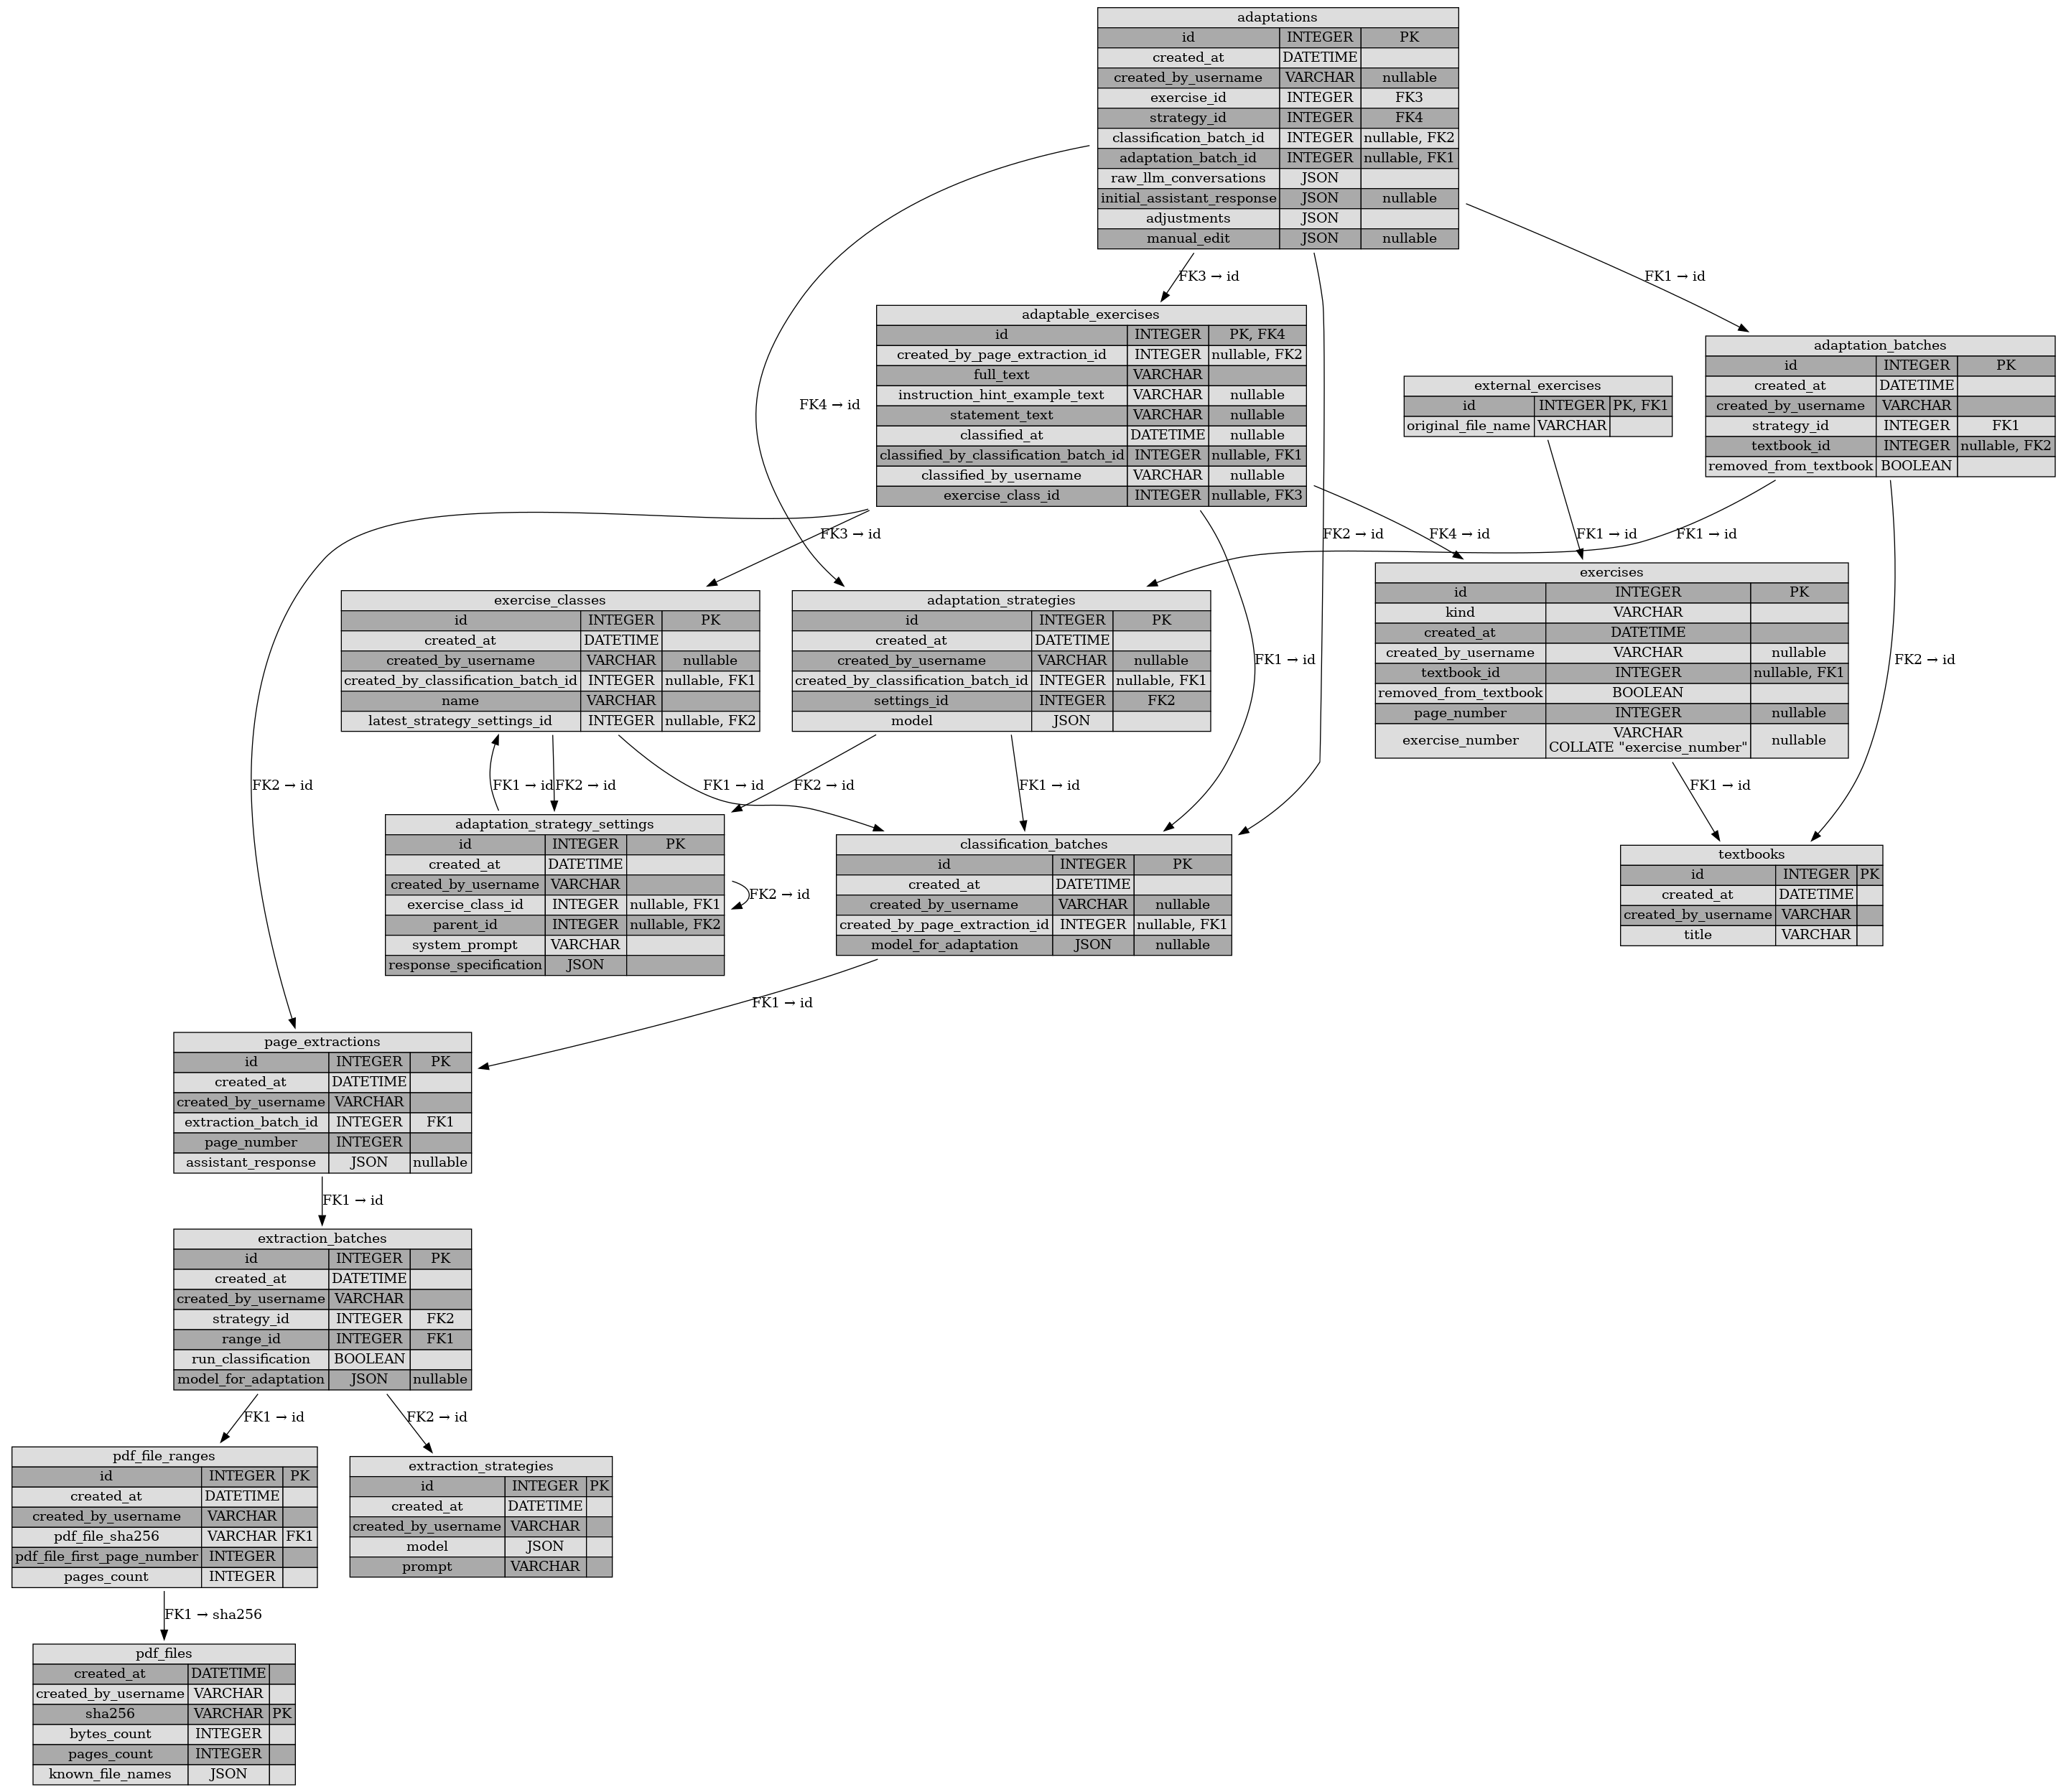 adaptations
id INTEGER PK
created_at DATETIME
created_by_username VARCHAR nullable
exercise_id INTEGER FK3
strategy_id INTEGER FK4
classification_batch_id INTEGER nullable, FK2
adaptation_batch_id INTEGER nullable, FK1
raw_llm_conversations JSON
initial_assistant_response JSON nullable
adjustments JSON
manual_edit JSON nullable
FK3 → id
FK1 → id
FK4 → id
FK2 → id
adaptable_exercises
id INTEGER PK, FK4
created_by_page_extraction_id INTEGER nullable, FK2
full_text VARCHAR
instruction_hint_example_text VARCHAR nullable
statement_text VARCHAR nullable
classified_at DATETIME nullable
classified_by_classification_batch_id INTEGER nullable, FK1
classified_by_username VARCHAR nullable
exercise_class_id INTEGER nullable, FK3
external_exercises
id INTEGER PK, FK1
original_file_name VARCHAR
adaptation_batches
id INTEGER PK
created_at DATETIME
created_by_username VARCHAR
strategy_id INTEGER FK1
textbook_id INTEGER nullable, FK2
removed_from_textbook BOOLEAN
FK3 → id
FK4 → id
FK1 → id
FK1 → id
exercise_classes
id INTEGER PK
created_at DATETIME
created_by_username VARCHAR nullable
created_by_classification_batch_id INTEGER nullable, FK1
name VARCHAR
latest_strategy_settings_id INTEGER nullable, FK2
adaptation_strategies
id INTEGER PK
created_at DATETIME
created_by_username VARCHAR nullable
created_by_classification_batch_id INTEGER nullable, FK1
settings_id INTEGER FK2
model JSON
FK1 → id
exercises
id INTEGER PK
kind VARCHAR
created_at DATETIME
created_by_username VARCHAR nullable
textbook_id INTEGER nullable, FK1
removed_from_textbook BOOLEAN
page_number INTEGER nullable
exercise_number VARCHAR COLLATE "exercise_number" nullable
FK2 → id
FK2 → id
FK1 → id
FK2 → id
FK1 → id
FK2 → id
FK1 → id
FK1 → id
adaptation_strategy_settings
id INTEGER PK
created_at DATETIME
created_by_username VARCHAR
exercise_class_id INTEGER nullable, FK1
parent_id INTEGER nullable, FK2
system_prompt VARCHAR
response_specification JSON
FK2 → id
classification_batches
id INTEGER PK
created_at DATETIME
created_by_username VARCHAR nullable
created_by_page_extraction_id INTEGER nullable, FK1
model_for_adaptation JSON nullable
textbooks
id INTEGER PK
created_at DATETIME
created_by_username VARCHAR
title VARCHAR
FK1 → id
page_extractions
id INTEGER PK
created_at DATETIME
created_by_username VARCHAR
extraction_batch_id INTEGER FK1
page_number INTEGER
assistant_response JSON nullable
FK1 → id
extraction_batches
id INTEGER PK
created_at DATETIME
created_by_username VARCHAR
strategy_id INTEGER FK2
range_id INTEGER FK1
run_classification BOOLEAN
model_for_adaptation JSON nullable
FK1 → id
FK2 → id
pdf_file_ranges
id INTEGER PK
created_at DATETIME
created_by_username VARCHAR
pdf_file_sha256 VARCHAR FK1
pdf_file_first_page_number INTEGER
pages_count INTEGER
extraction_strategies
id INTEGER PK
created_at DATETIME
created_by_username VARCHAR
model JSON
prompt VARCHAR
FK1 → sha256
pdf_files
created_at DATETIME
created_by_username VARCHAR
sha256 VARCHAR PK
bytes_count INTEGER
pages_count INTEGER
known_file_names JSON